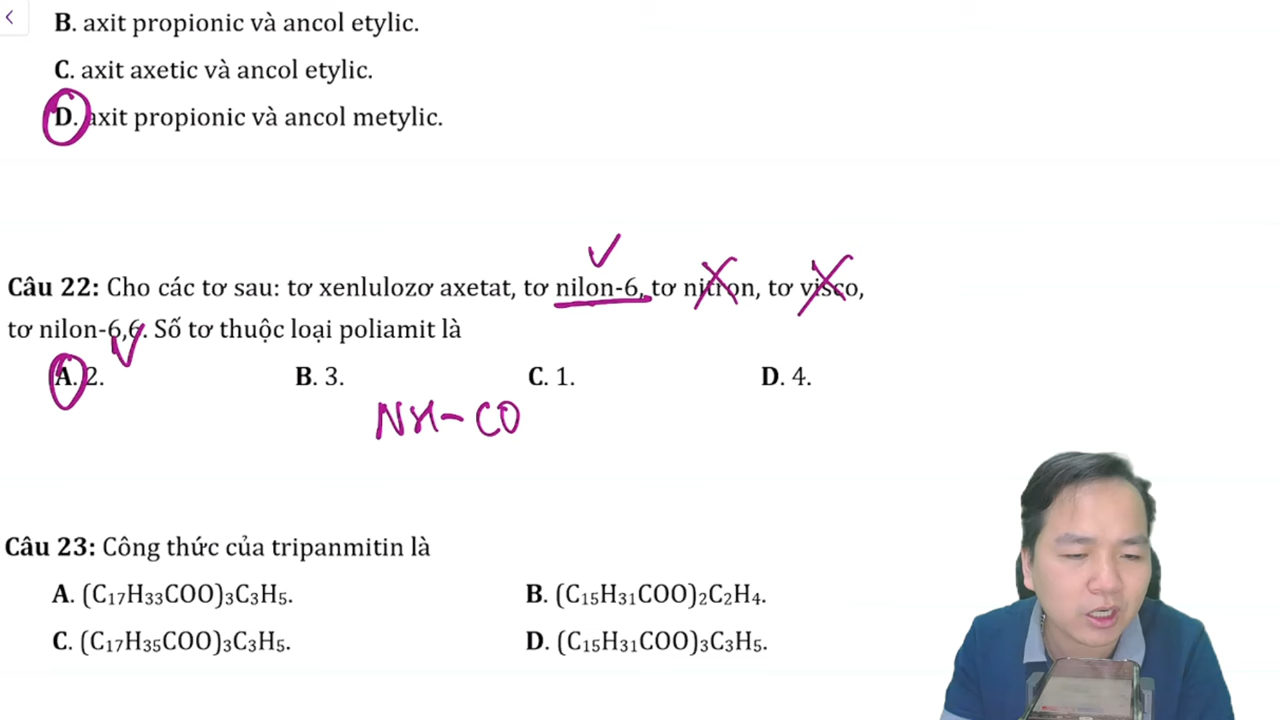 B. axit propionic và ancol etylic.
C. axit axetic và ancol etylic.
D. axit propionic và ancol metylic.
Câu 22: Cho các tơ sau: tơ xenlulozơ axetat, tơ nilon-6, tơ nitron, tơ visco,
tơ nilon-6,6. Số tơ thuộc loại poliamit là
A. 2. B. 3. C. 1. D. 4.
NH-CO
Câu 23: Công thức của tripanmitin là
A. (C₁₇H₃₃COO)₃C₃H₅. B. (C₁₅H₃₁COO)₂C₂H₄.
C. (C₁₇H₃₅COO)₃C₃H₅. D. (C₁₅H₃₁COO)₃C₃H₅.